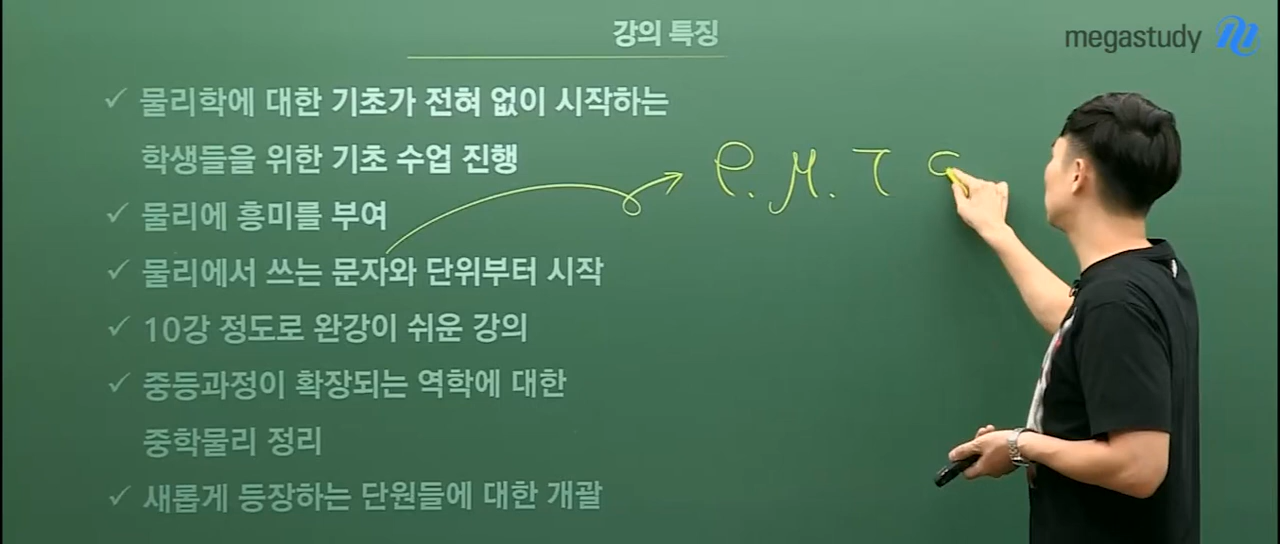 강의 특징
megastudy
✓ 물리학에 대한 기초가 전혀 없이 시작하는
학생들을 위한 기초 수업 진행
P. M. T
✓ 물리에 흥미를 부여
✓ 물리에서 쓰는 문자와 단위부터 시작
✓ 10강 정도로 완강이 쉬운 강의
✓ 중등과정이 확장되는 역학에 대한
중학물리 정리
✓ 새롭게 등장하는 단원들에 대한 개괄